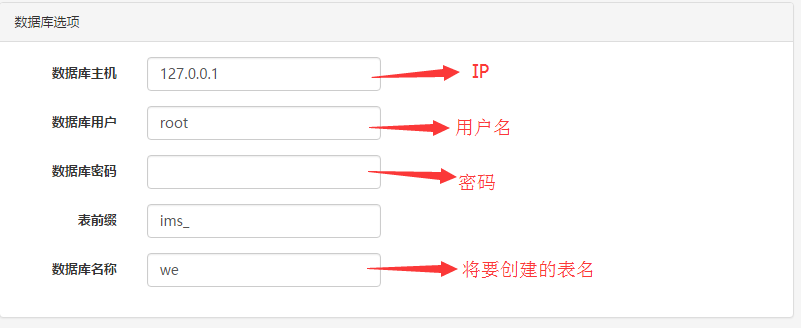 数据库选项
数据库主机 127.0.0.1 IP
数据库用户 root 用户名
数据库密码 密码
表前缀 ims_
数据库名称 we 将要创建的表名